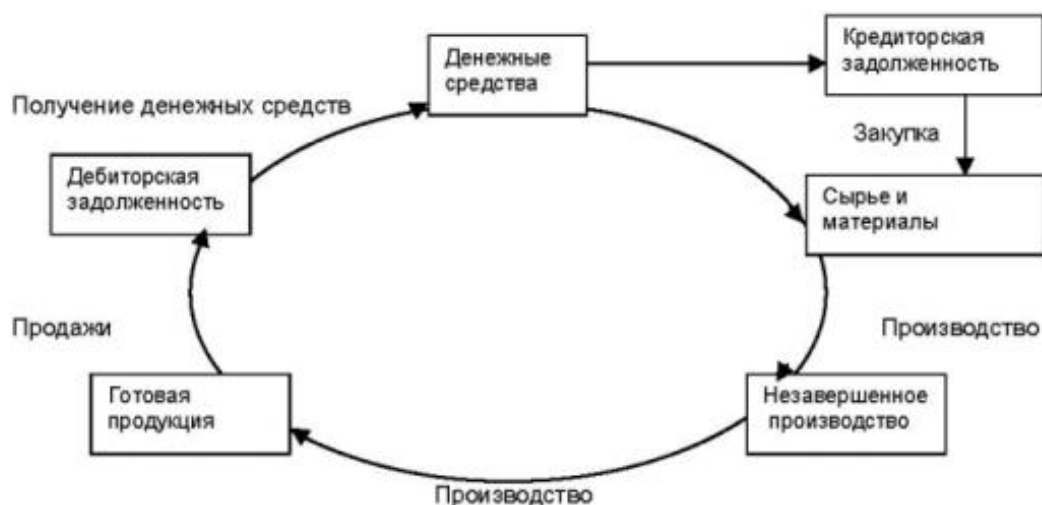 Денежные
средства
Кредиторская
задолженность
Получение денежных средств
Закупка
Дебиторская
задолженность
Сырье и
материалы
Продажи
Производство
Готовая
продукция
Незавершенное
производство
Производство